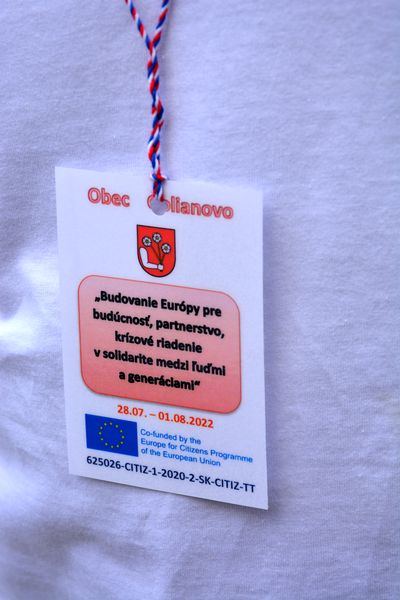 Obec olianovo
„Budovanie Európy pre
budúcnosť, partnerstvo,
krízové riadenie
v solidarite medzi ľuďmi
a generáciami“
28.07. – 01.08.2022
Co-funded by the
Europe for Citizens Programme
of the European Union
625026-CITIZ-1-2020-2-SK-CITIZ-TT